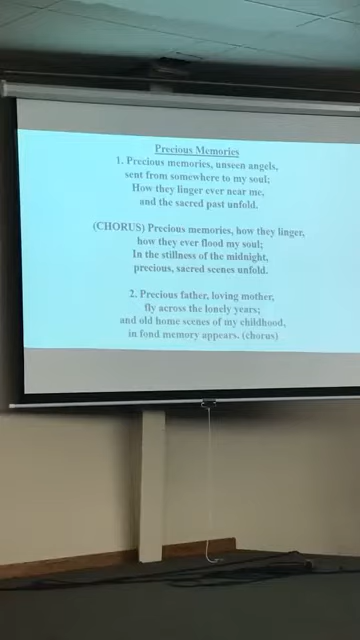 Precious Memories
1. Precious memories, unseen angels,
sent from somewhere to my soul;
How they linger ever near me,
and the sacred past unfold.
(CHORUS) Precious memories, how they linger,
how they ever flood my soul;
In the stillness of the midnight,
precious, sacred scenes unfold.
2. Precious father, loving mother,
fly across the lonely years;
and old home scenes of my childhood,
in fond memory appears. (chorus)